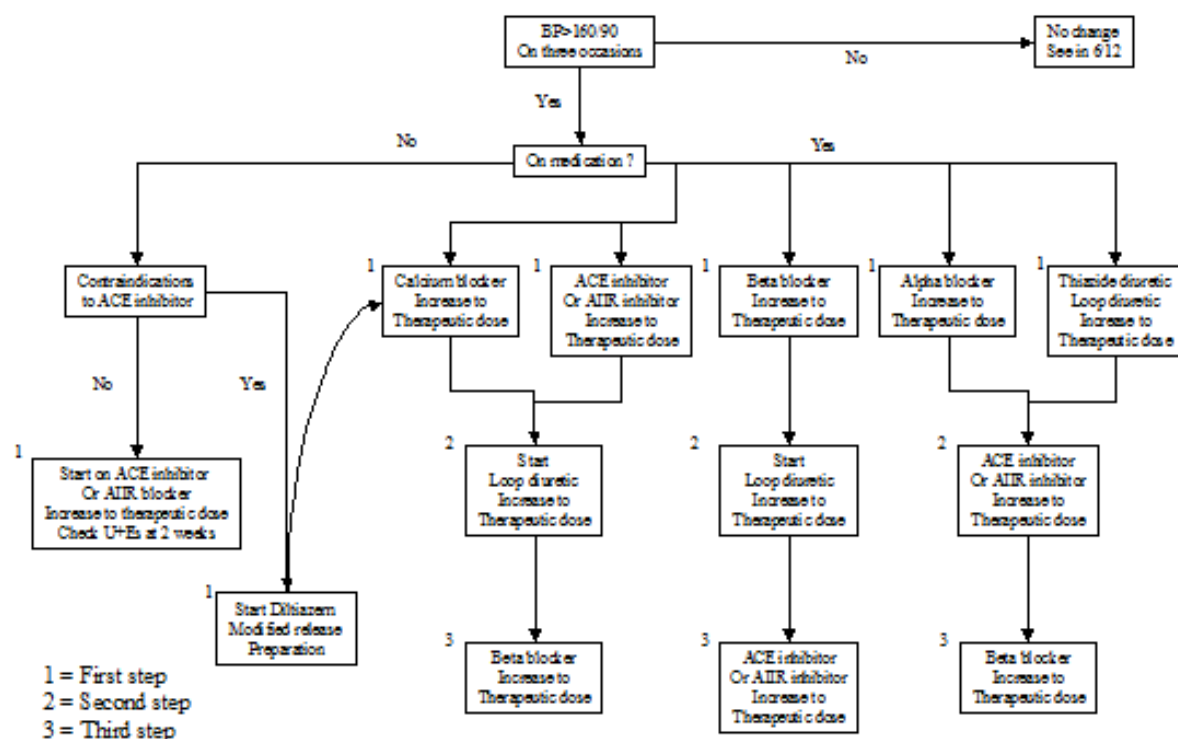 BP>160/90
On three occasions
No change
See in 6/12
No
Yes
No
On medication ?
Yes
1
Contraindications
to ACE inhibitor
1
Calcium blocker
Increase to
Therapeutic dose
1
ACE inhibitor
Or AIIR inhibitor
Increase to
Therapeutic dose
1
Beta blocker
Increase to
Therapeutic dose
1
Alpha blocker
Increase to
Therapeutic dose
Thiazide diuretic
Loop diuretic
Increase to
Therapeutic dose
No
Yes
1
Start on ACE inhibitor
Or AIIR blocker
Increase to therapeutic dose
Check U+Es at 2 weeks
2
Start
Loop diuretic
Increase to
Therapeutic dose
2
Start
Loop diuretic
Increase to
Therapeutic dose
2
ACE inhibitor
Or AIIR inhibitor
Increase to
Therapeutic dose
1
Start Diltiazem
Modified release
Preparation
3
Beta blocker
Increase to
Therapeutic dose
3
ACE inhibitor
Or AIIR inhibitor
Increase to
Therapeutic dose
3
Beta blocker
Increase to
Therapeutic dose
1 = First step
2 = Second step
3 = Third step